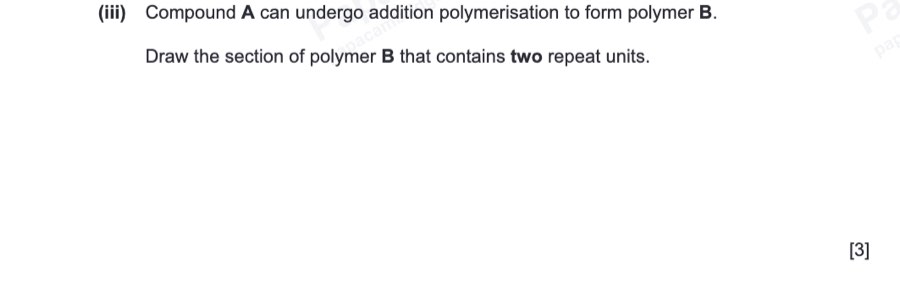 (iii) Compound A can undergo addition polymerisation to form polymer B.
Draw the section of polymer B that contains two repeat units.
[3]